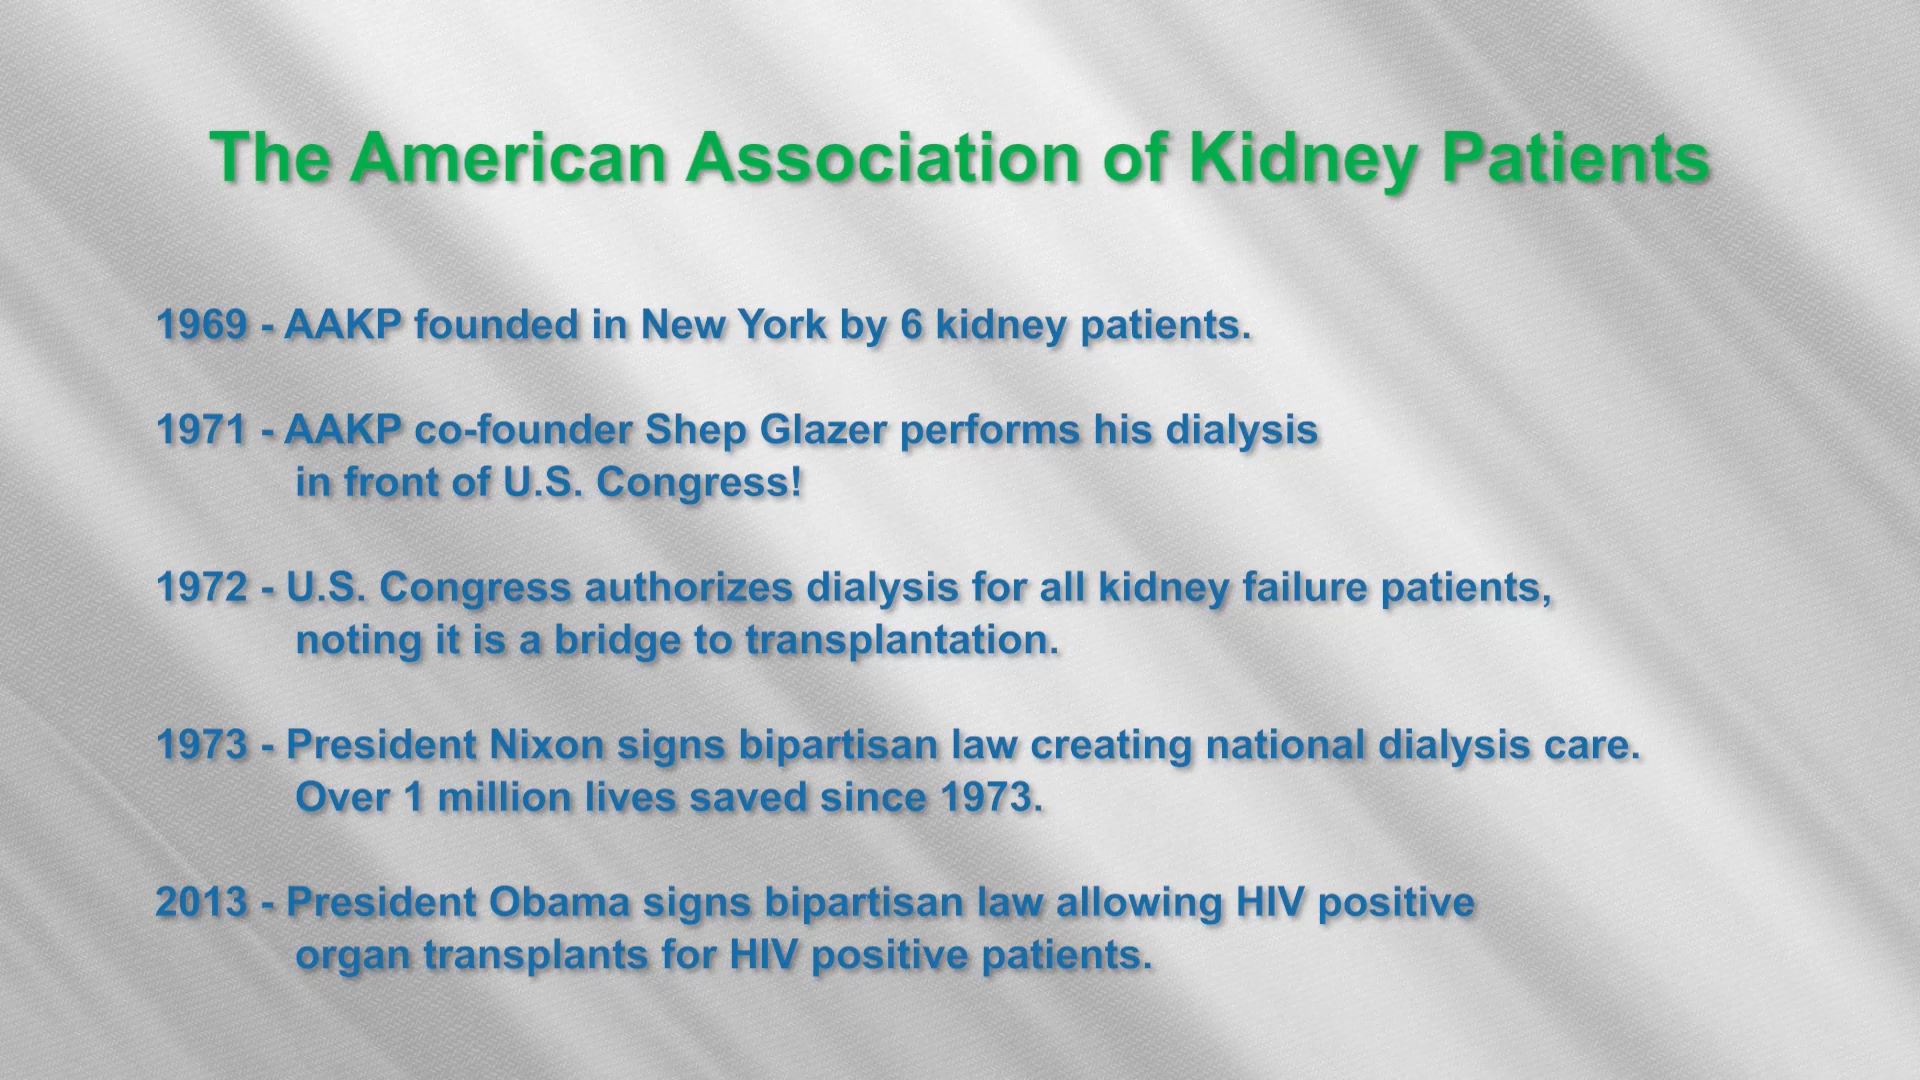 The American Association of Kidney Patients
1969 - AAKP founded in New York by 6 kidney patients.
1971 - AAKP co-founder Shep Glazer performs his dialysis
in front of U.S. Congress!
1972 - U.S. Congress authorizes dialysis for all kidney failure patients,
noting it is a bridge to transplantation.
1973 - President Nixon signs bipartisan law creating national dialysis care.
Over 1 million lives saved since 1973.
2013 - President Obama signs bipartisan law allowing HIV positive
organ transplants for HIV positive patients.